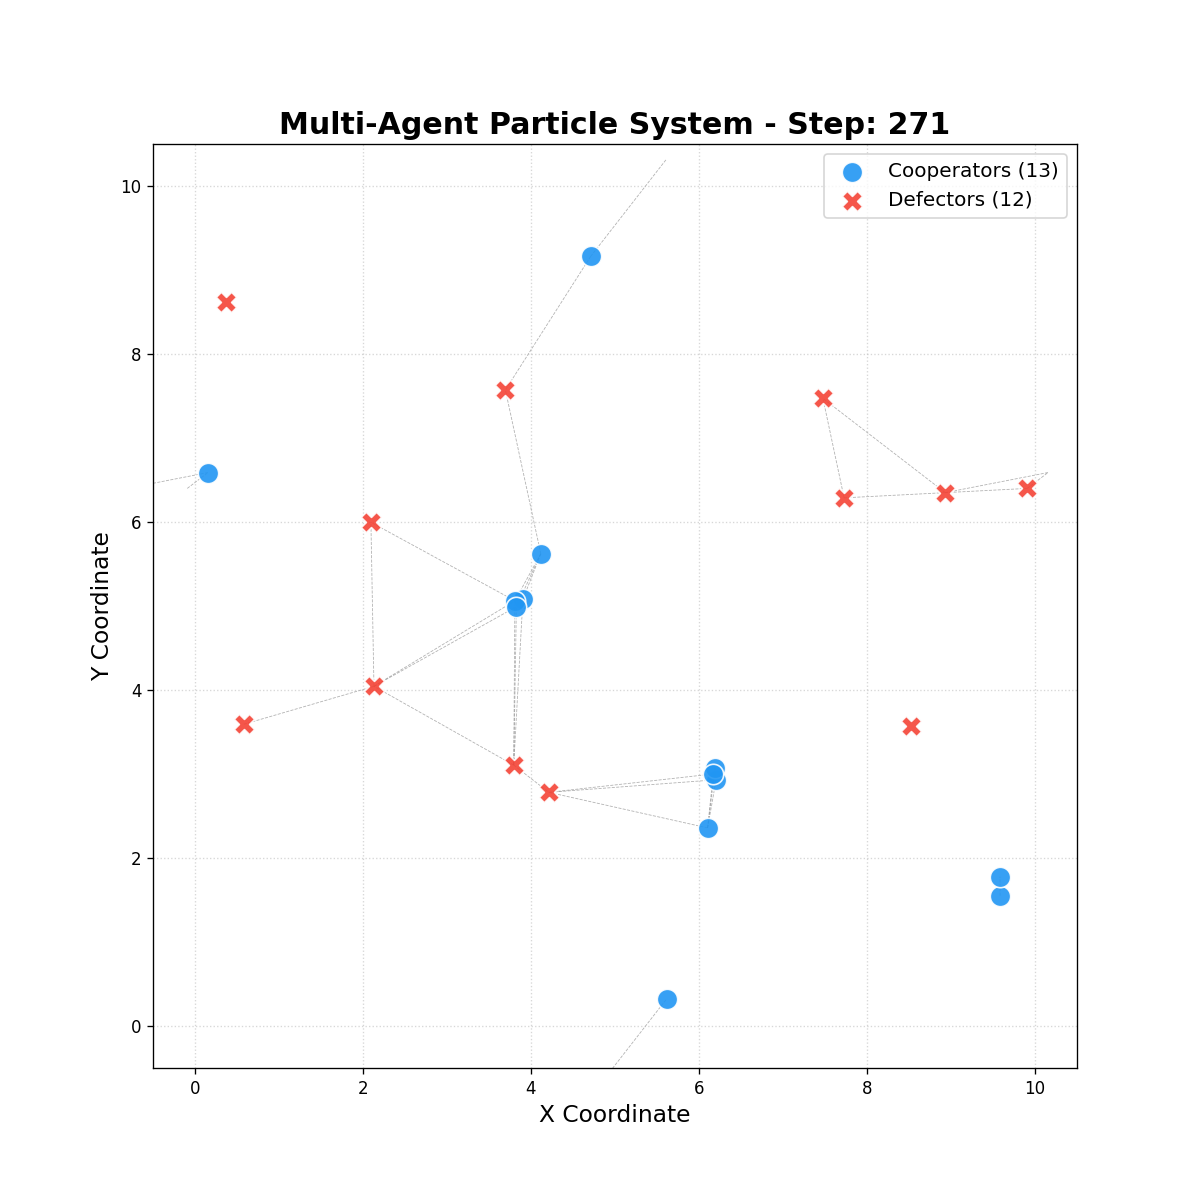 Multi-Agent Particle System - Step: 271
Cooperators (13)
Defectors (12)
Y Coordinate
10
8
6
4
2
0
0 2 4 6 8 10
X Coordinate